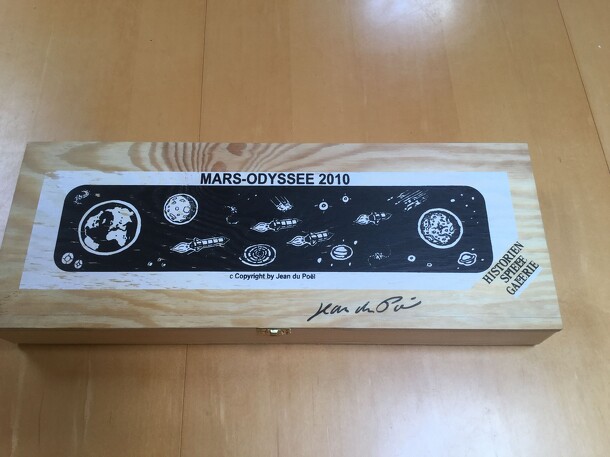 MARS-ODYSSEE 2010
c Copyright by Jean du Poël
HISTORIEN
SPIELE
GALERIE
Jean du Poël